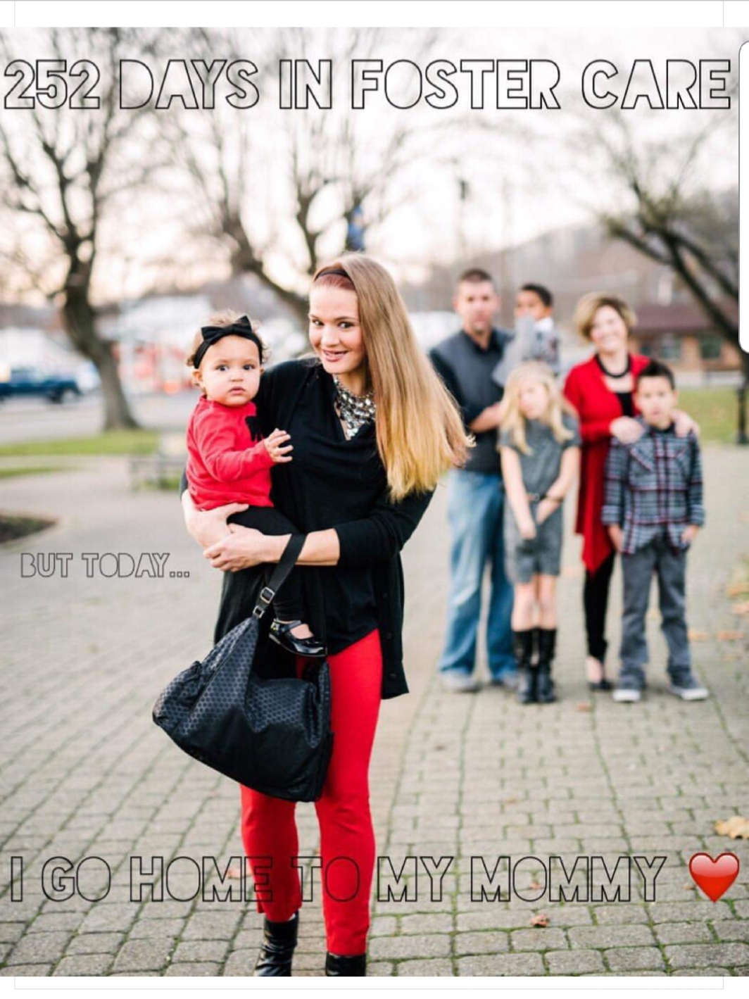 252 DAYS IN FOSTER CARE
BUT TODAY...
I GO HOME TO MY MOMMY ❤️